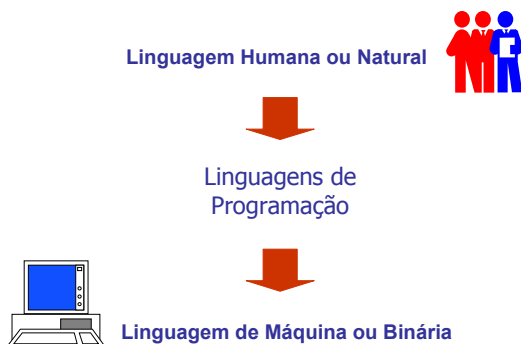 Linguagem Humana ou Natural
Linguagens de
Programação
Linguagem de Máquina ou Binária